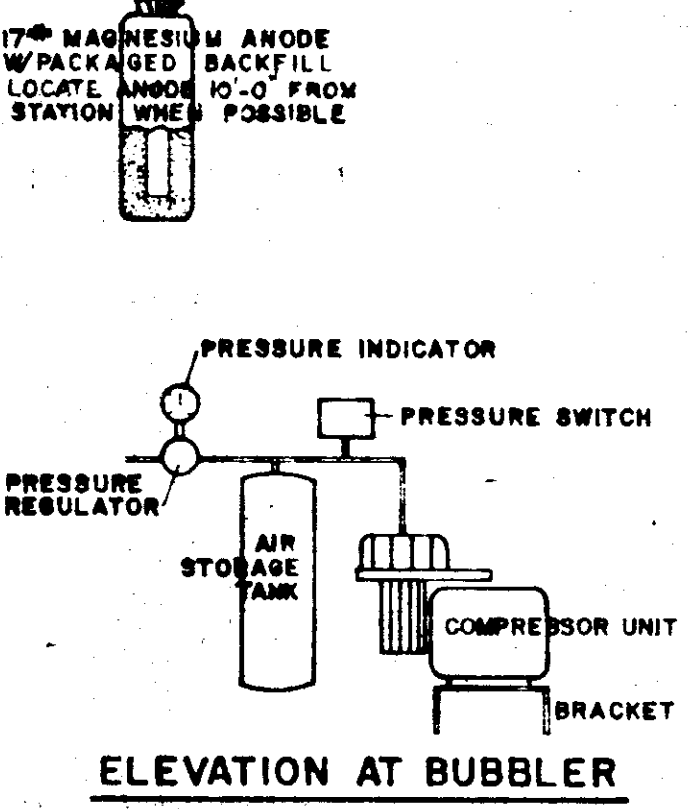 17# MAGNESIUM ANODE
W/PACKAGED BACKFILL
LOCATE ANODE 10'-0" FROM
STATION WHEN POSSIBLE
PRESSURE INDICATOR
PRESSURE SWITCH
PRESSURE
REGULATOR
AIR
STORAGE
TANK
COMPRESSOR UNIT
BRACKET
ELEVATION AT BUBBLER